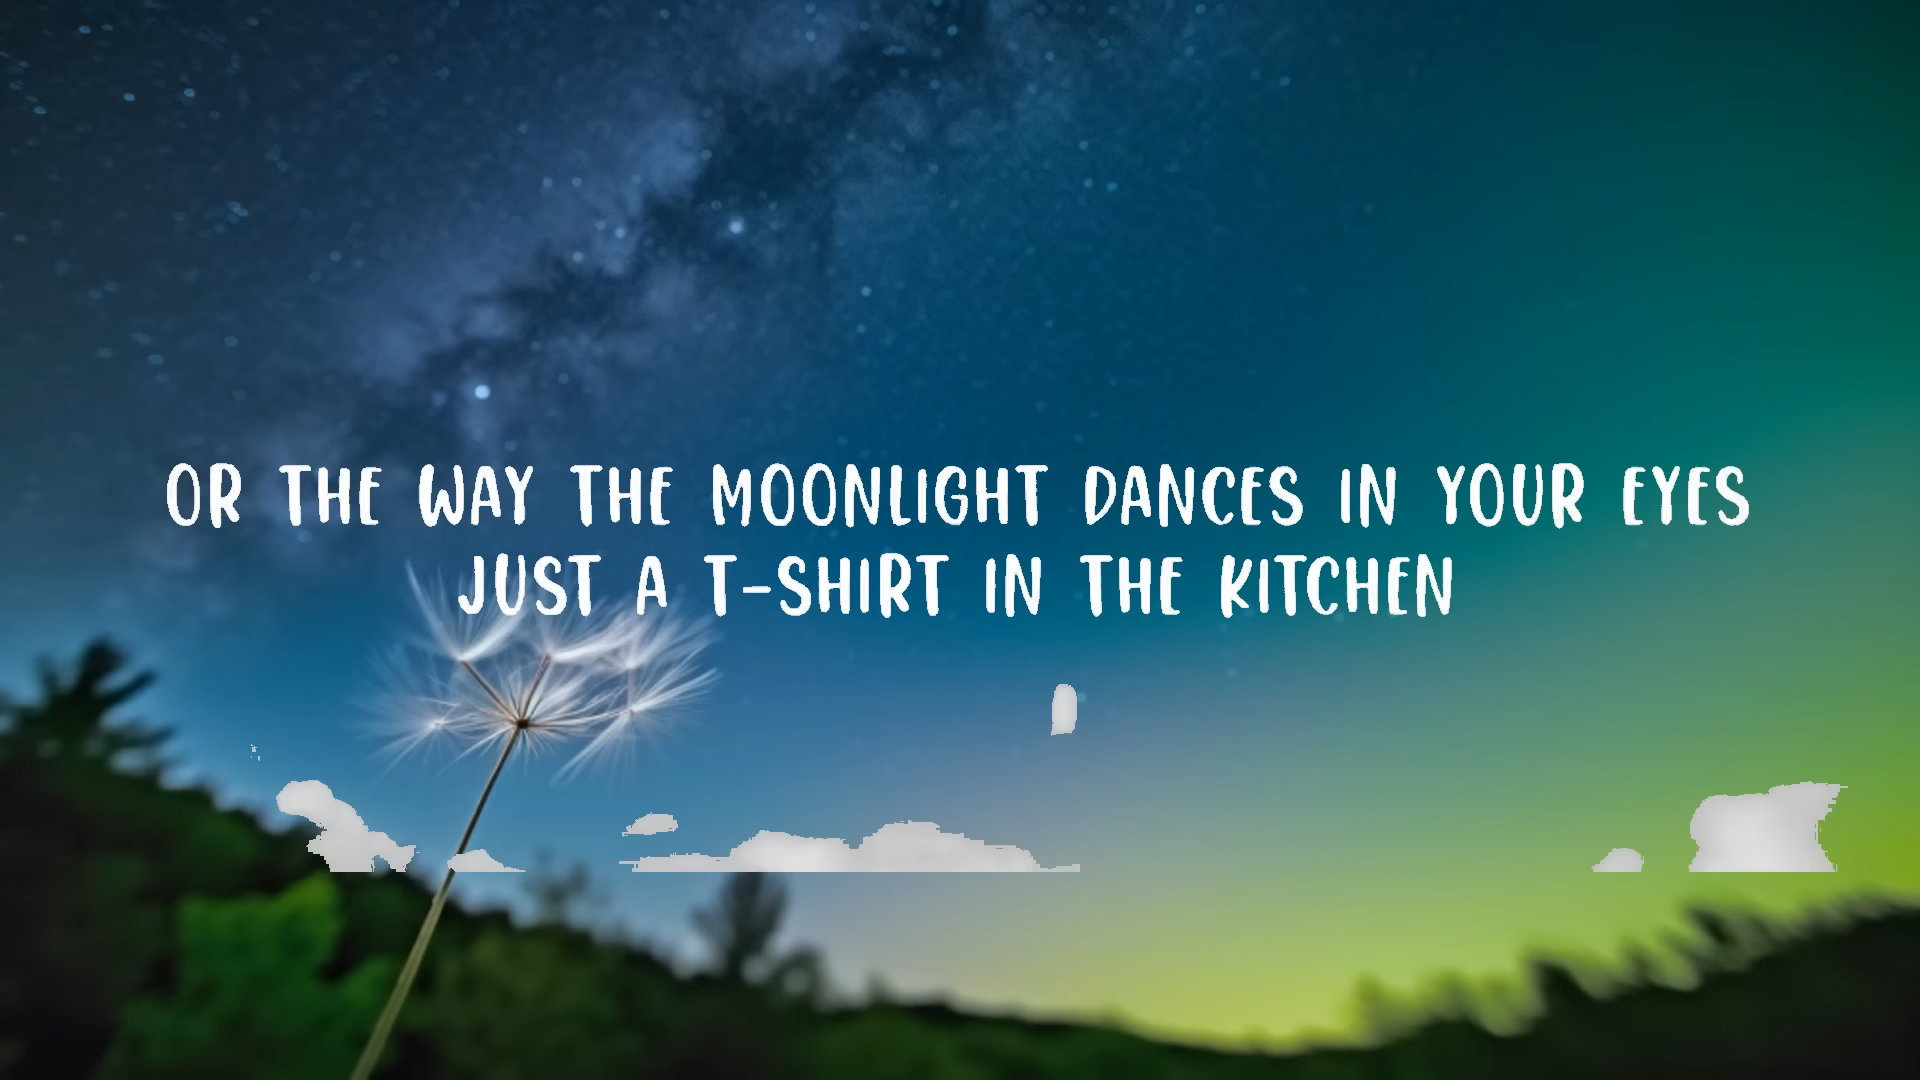 OR THE WAY THE MOONLIGHT DANCES IN YOUR EYES
JUST A T-SHIRT IN THE KITCHEN